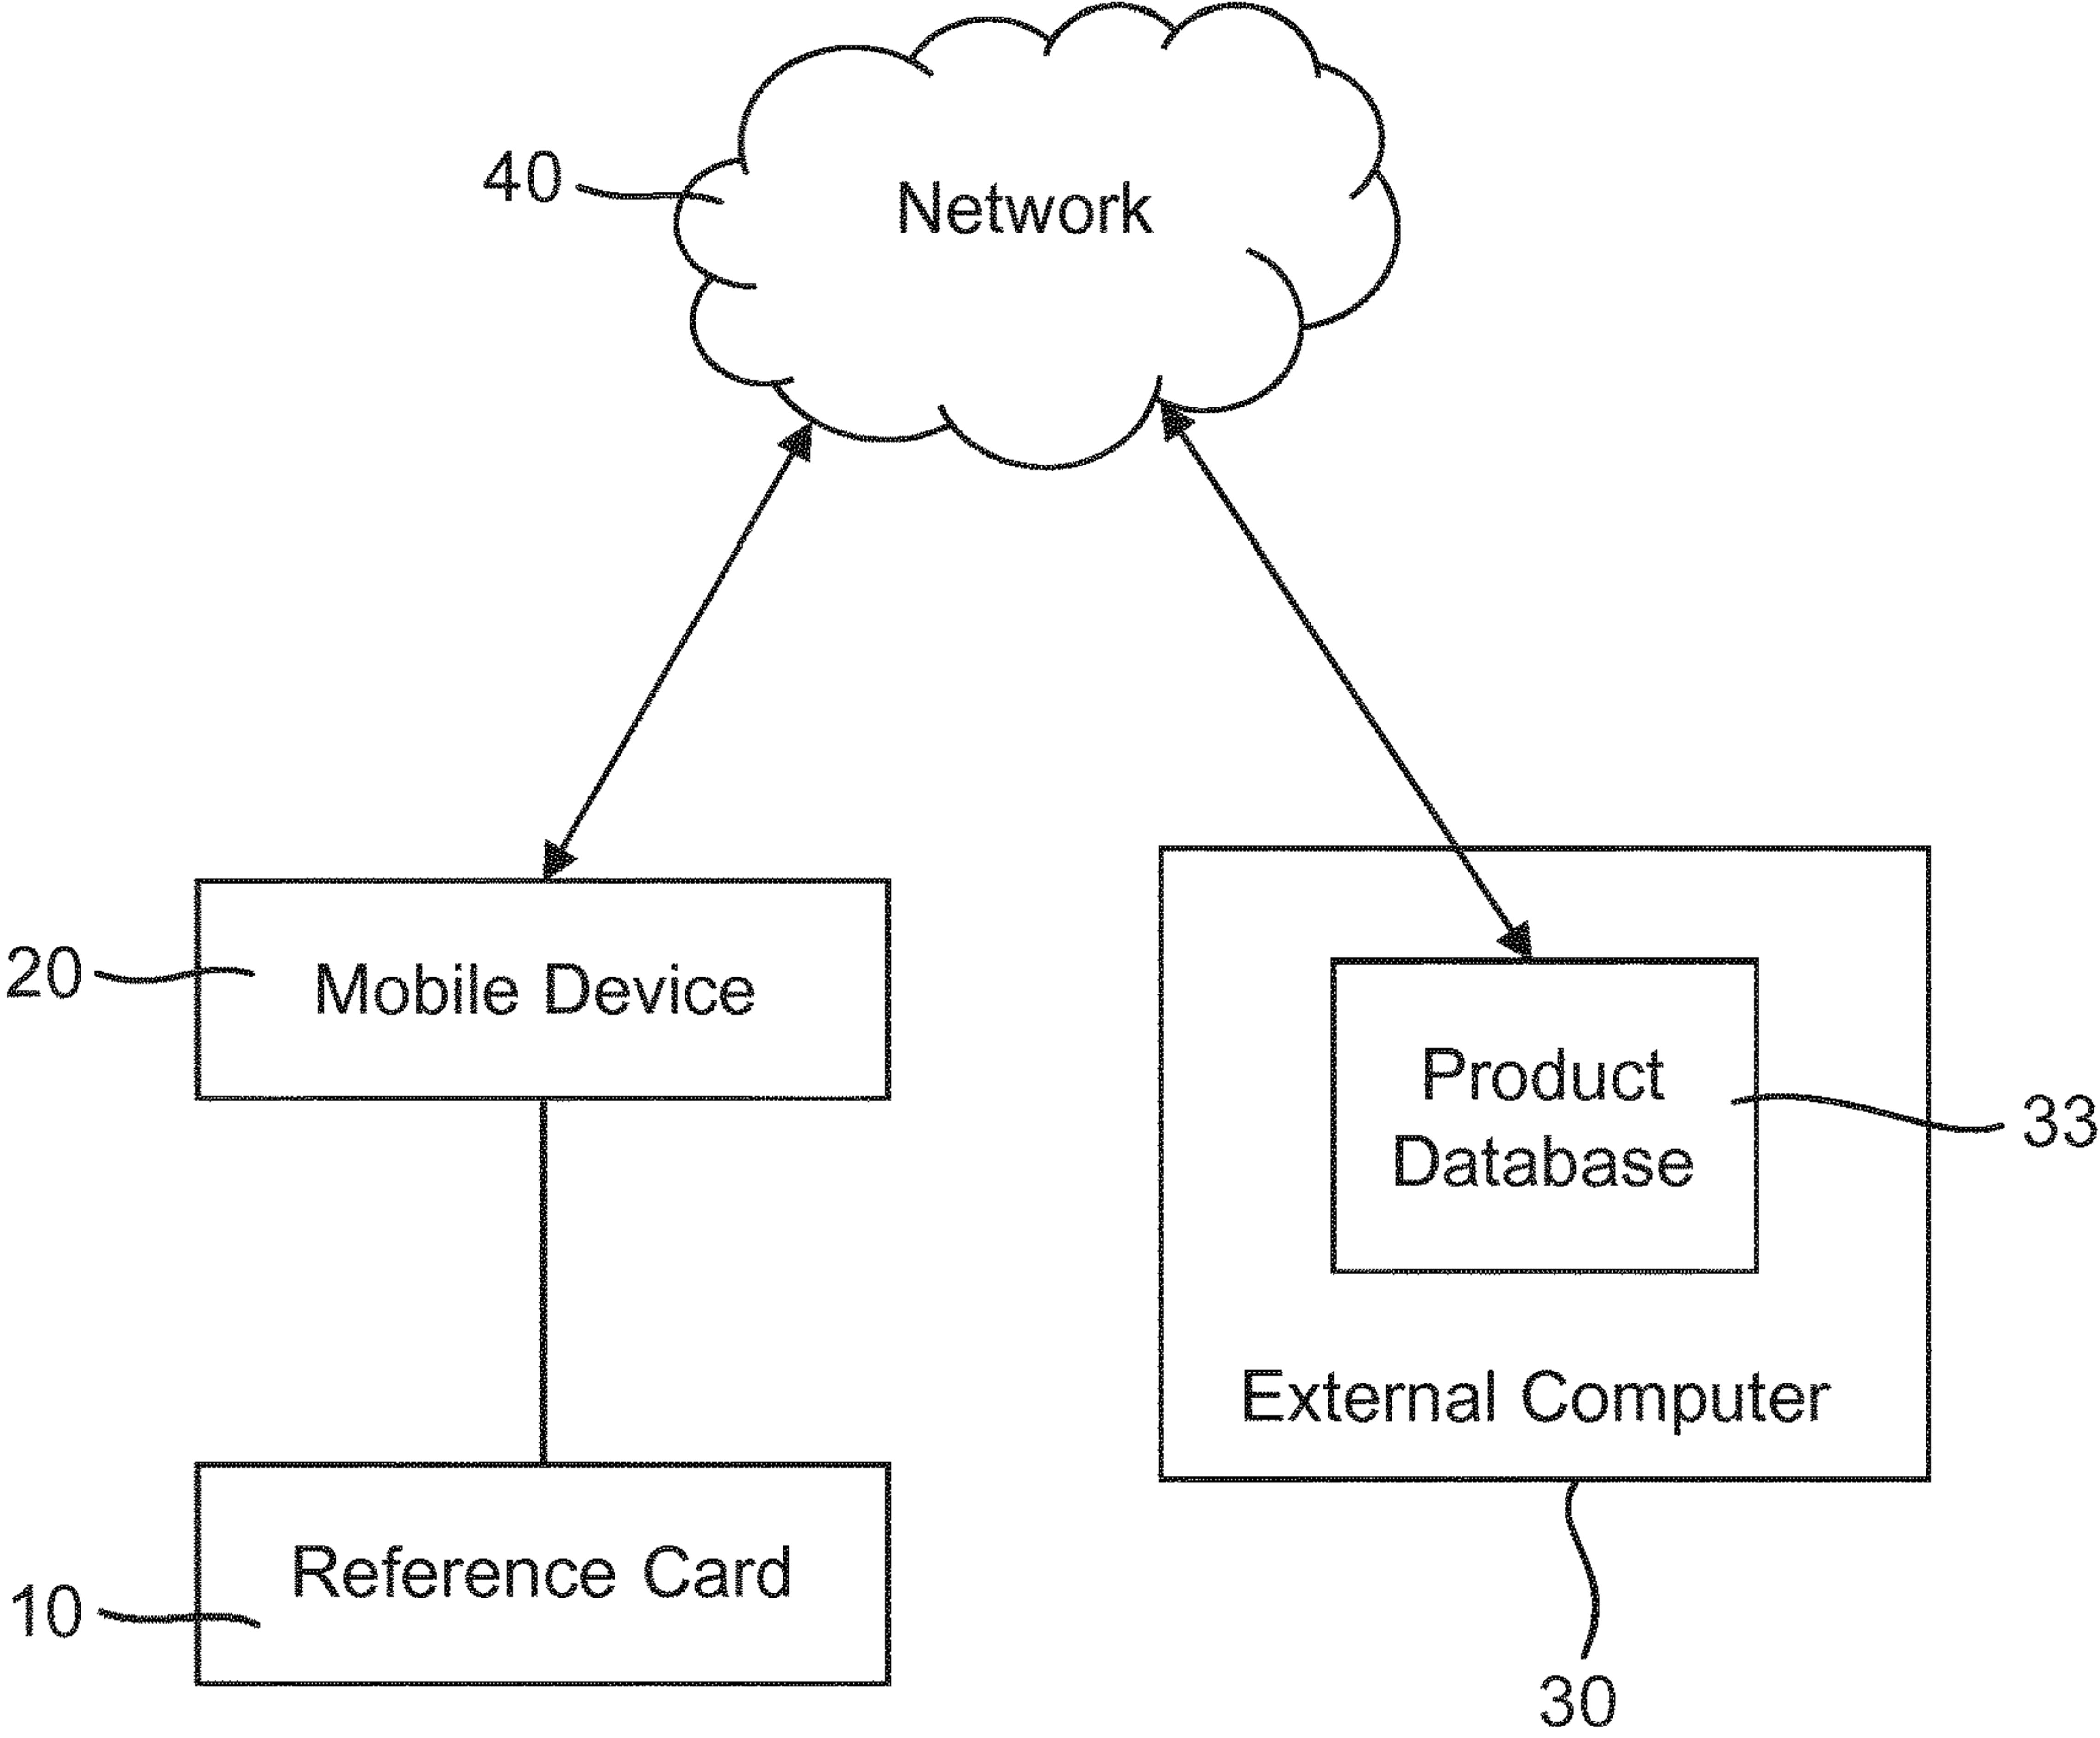 40
Network
20
Mobile Device
Product
Database
33
External Computer
Reference Card
10
30